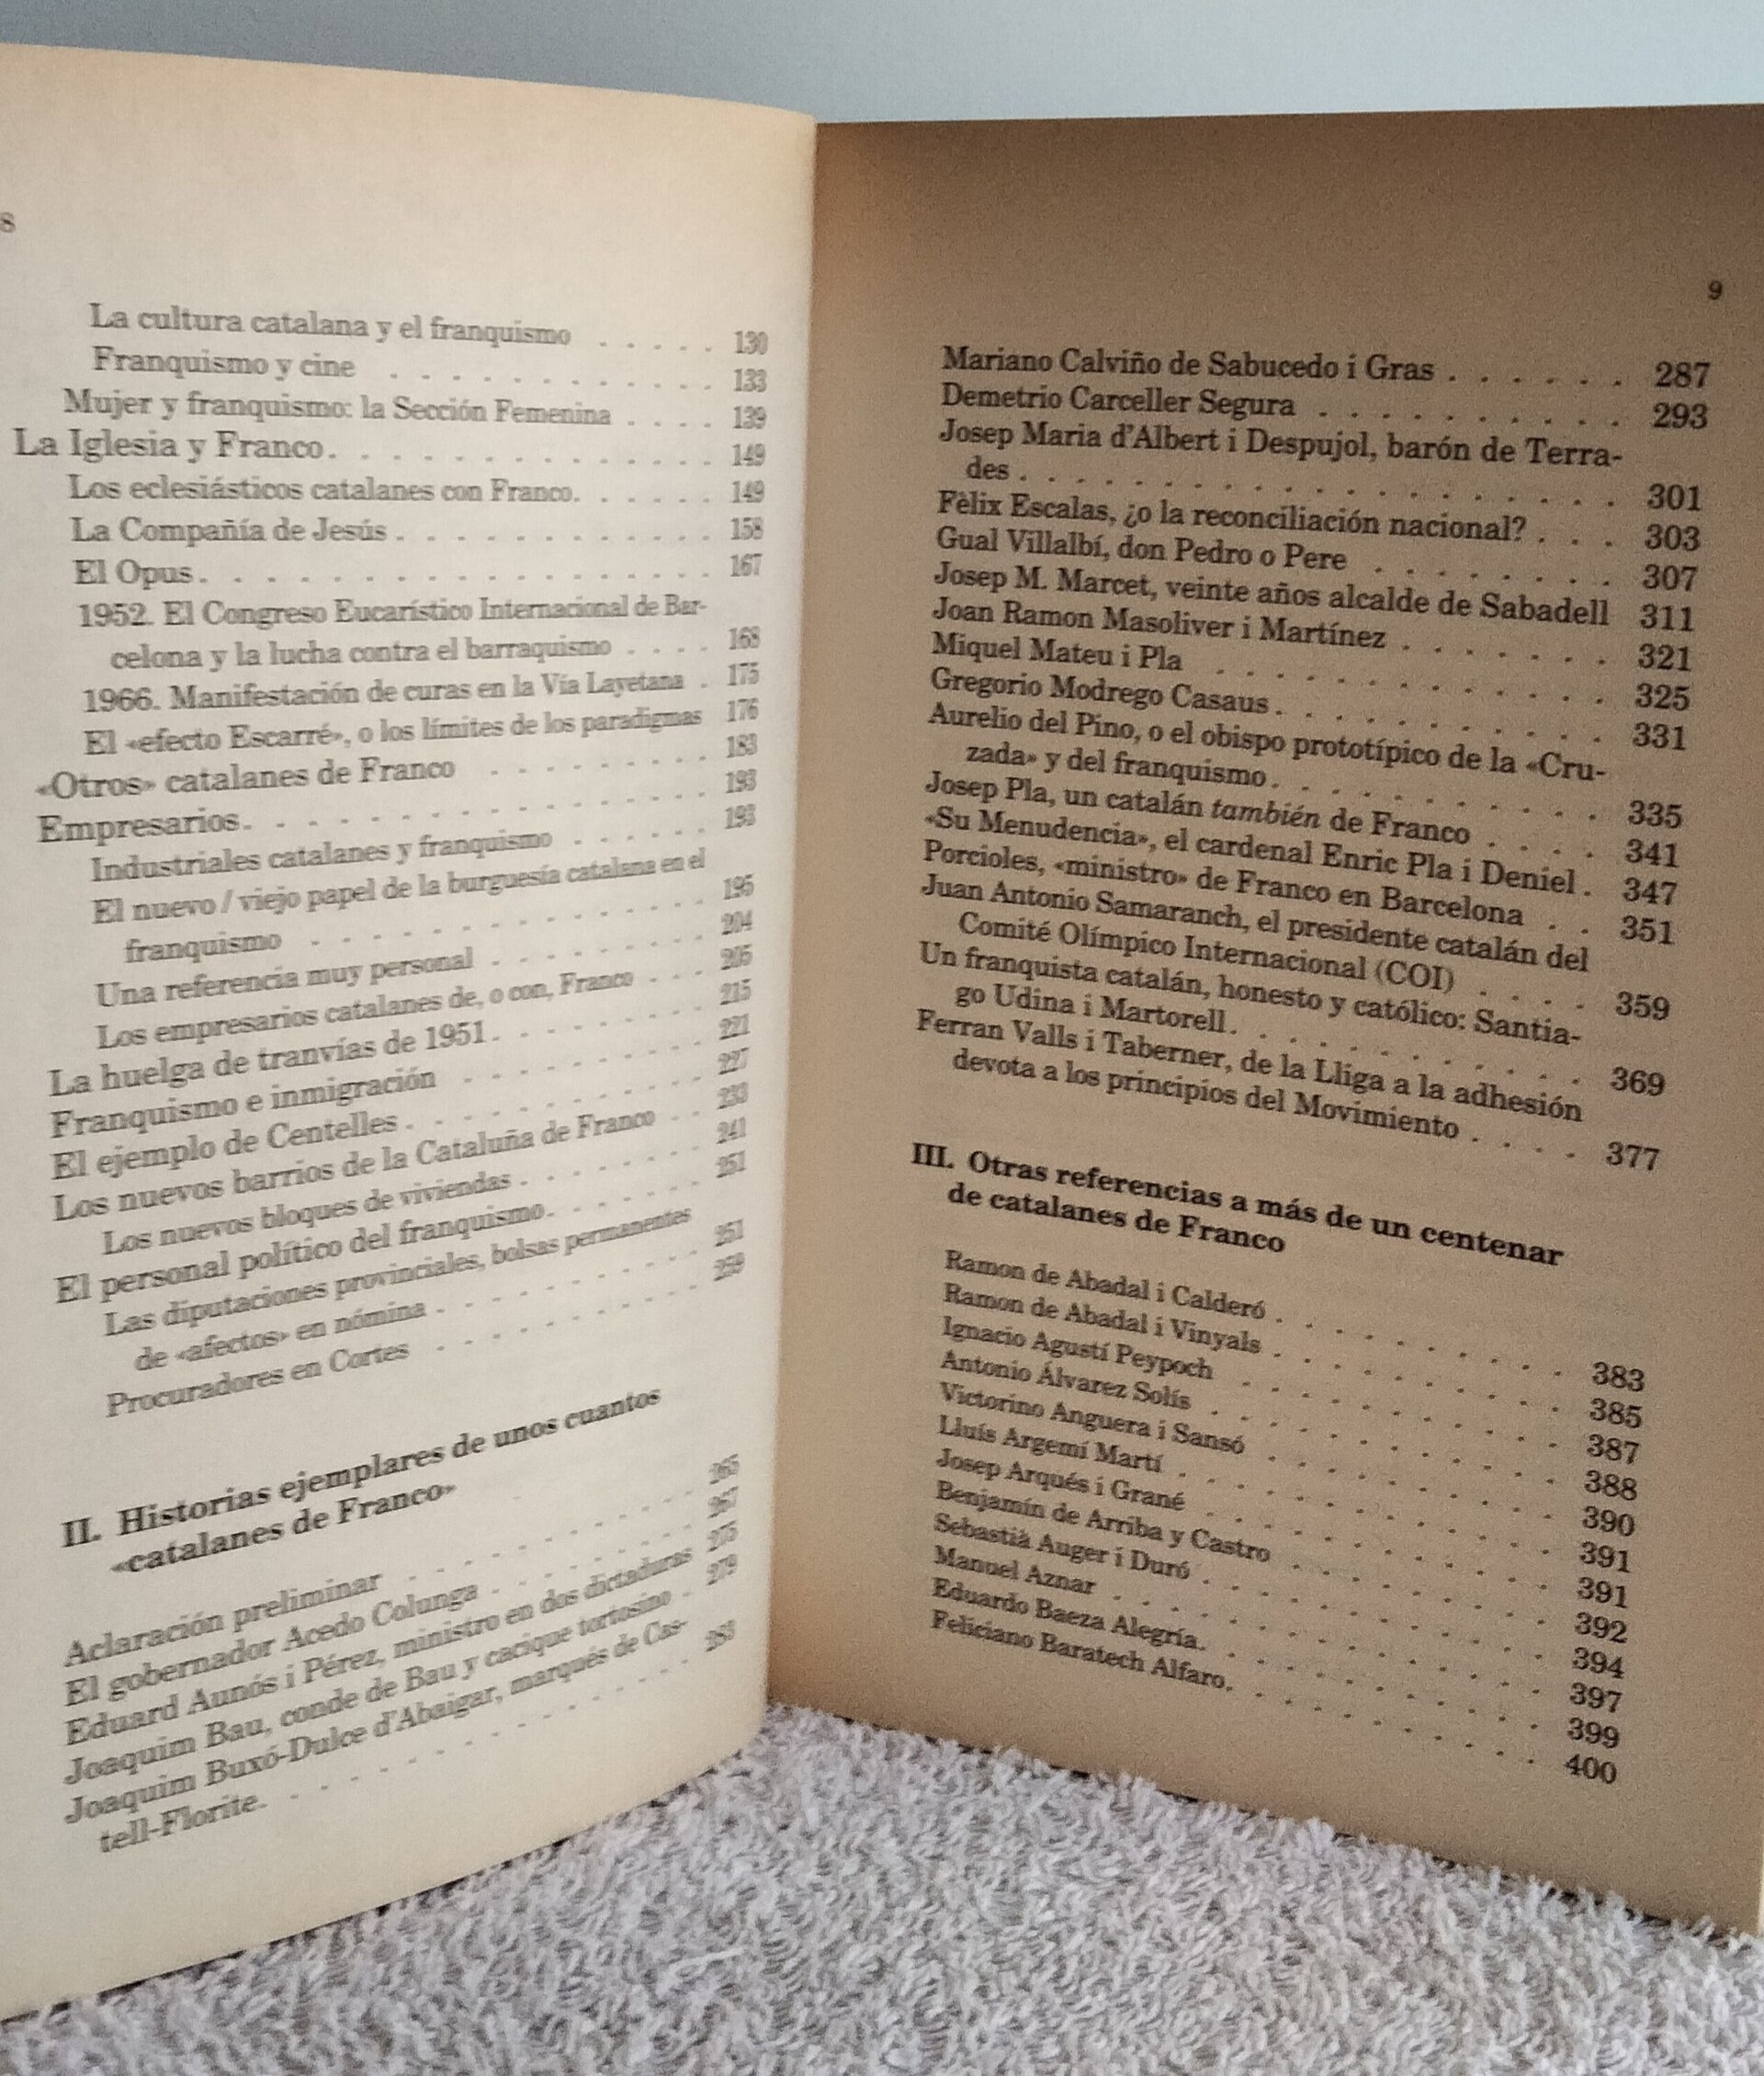 8
La cultura catalana y el franquismo . . . . . 130
Franquismo y cine . . . . . . . . . . . . 133
Mujer y franquismo: la Sección Femenina . . . . 139
La Iglesia y Franco. . . . . . . . . . . . . . 149
Los eclesiásticos catalanes con Franco. . . . . . 149
La Compañía de Jesús . . . . . . . . . . . 158
El Opus. . . . . . . . . . . . . . . . . . 167
1952. El Congreso Eucarístico Internacional de Bar-
celona y la lucha contra el barraquismo . . . . 168
1966. Manifestación de curas en la Vía Layetana . 175
El «efecto Escarré», o los límites de los paradigmas 176
«Otros» catalanes de Franco . . . . . . . . . 183
Empresarios. . . . . . . . . . . . . . . . . 193
Industriales catalanes y franquismo . . . . . . 193
El nuevo / viejo papel de la burguesía catalana en el
franquismo . . . . . . . . . . . . . . . 195
Una referencia muy personal . . . . . . . . . 204
Los empresarios catalanes de, o con, Franco . . . 205
La huelga de tranvías de 1951. . . . . . . . . . 215
Franquismo e inmigración . . . . . . . . . . 221
El ejemplo de Centelles . . . . . . . . . . . . 227
Los nuevos barrios de la Cataluña de Franco . . . 233
Los nuevos bloques de viviendas . . . . . . . . 241
El personal político del franquismo. . . . . . . . 251
Las diputaciones provinciales, bolsas permanentes
de «afectos» en nómina . . . . . . . . . . . 251
Procuradores en Cortes . . . . . . . . . . . 259
II. Historias ejemplares de unos cuantos
«catalanes de Franco»
Aclaración preliminar . . . . . . . . . . . . 265
El gobernador Acedo Colunga . . . . . . . . . 267
Eduard Aunós i Pérez, ministro en dos dictaduras 275
Joaquim Bau, conde de Bau y cacique tortosino . 279
Joaquim Buxó-Dulce d'Abaigar, marqués de Cas-
tell-Florite. . . . . . . . . . . . . . . . . 283
9
Mariano Calviño de Sabucedo i Gras . . . . . . 287
Demetrio Carceller Segura . . . . . . . . . . 293
Josep Maria d'Albert i Despujol, barón de Terra-
des . . . . . . . . . . . . . . . . . . . . 301
Fèlix Escalas, ¿o la reconciliación nacional? . . . 303
Gual Villalbí, don Pedro o Pere . . . . . . . . 307
Josep M. Marcet, veinte años alcalde de Sabadell 311
Joan Ramon Masoliver i Martínez . . . . . . . 321
Miquel Mateu i Pla . . . . . . . . . . . . . 325
Gregorio Modrego Casaus. . . . . . . . . . . 331
Aurelio del Pino, o el obispo prototípico de la «Cru-
zada» y del franquismo . . . . . . . . . . . 335
Josep Pla, un catalán también de Franco . . . . 341
«Su Menudencia», el cardenal Enric Pla i Deniel . 347
Porcioles, «ministro» de Franco en Barcelona . . 351
Juan Antonio Samaranch, el presidente catalán del
Comité Olímpico Internacional (COI) . . . . 359
Un franquista catalán, honesto y católico: Santia-
go Udina i Martorell. . . . . . . . . . . . . 369
Ferran Valls i Taberner, de la Lliga a la adhesión
devota a los principios del Movimiento . . . . 377
III. Otras referencias a más de un centenar
de catalanes de Franco
Ramon de Abadal i Calderó . . . . . . . . . . 383
Ramon de Abadal i Vinyals . . . . . . . . . . 385
Ignacio Agustí Peypoch . . . . . . . . . . . 387
Antonio Álvarez Solís . . . . . . . . . . . . 388
Victorino Anguera i Sansó . . . . . . . . . . 390
Lluís Argemí Martí . . . . . . . . . . . . . 391
Josep Arqués i Grané . . . . . . . . . . . . 391
Benjamín de Arriba y Castro . . . . . . . . . 392
Sebastià Auger i Duró . . . . . . . . . . . . 394
Manuel Aznar . . . . . . . . . . . . . . . 397
Eduardo Baeza Alegría. . . . . . . . . . . . 399
Feliciano Baratech Alfaro. . . . . . . . . . . 400